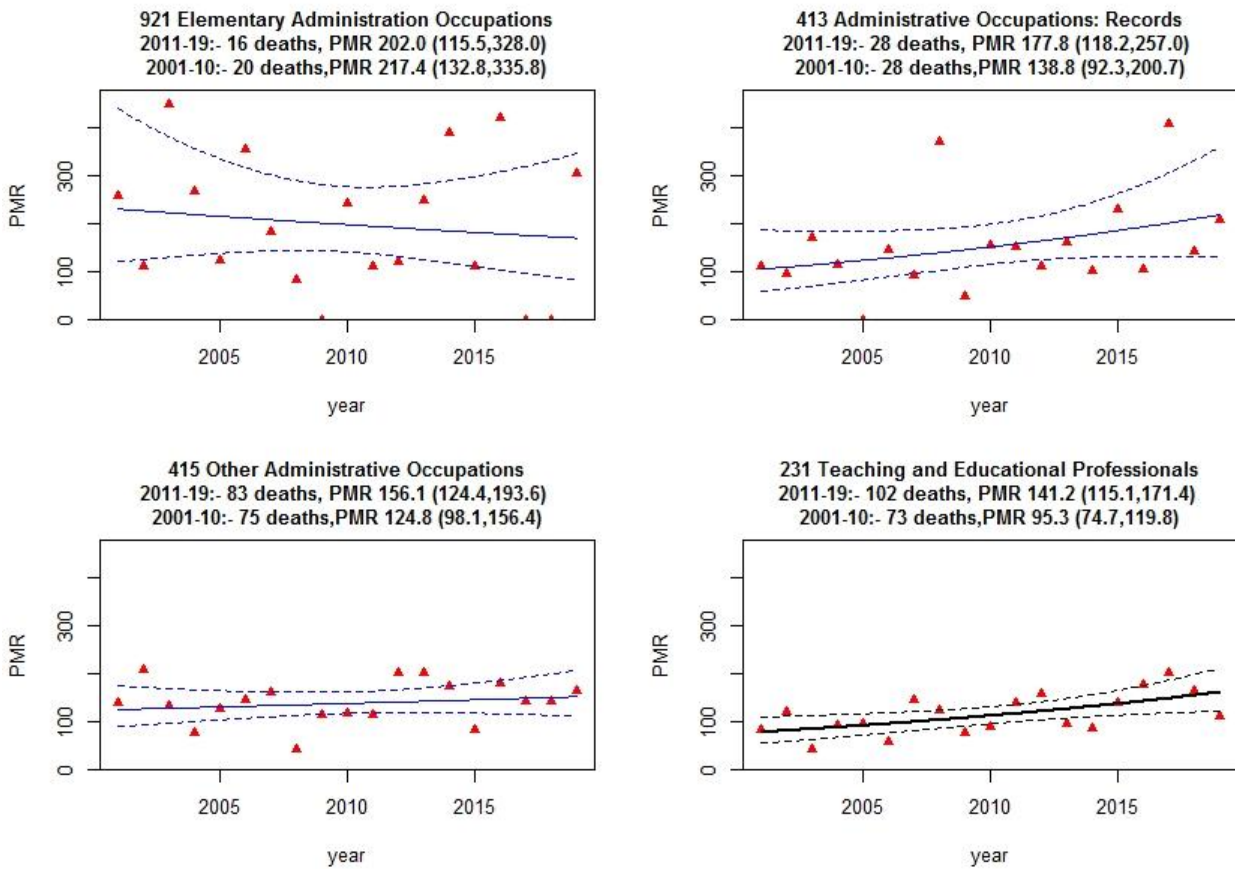 921 Elementary Administration Occupations
2011-19:- 16 deaths, PMR 202.0 (115.5,328.0)
2001-10:- 20 deaths,PMR 217.4 (132.8,335.8)
300
100
0
PMR
2005 2010 2015
year
413 Administrative Occupations: Records
2011-19:- 28 deaths, PMR 177.8 (118.2,257.0)
2001-10:- 28 deaths,PMR 138.8 (92.3,200.7)
300
100
0
PMR
2005 2010 2015
year
415 Other Administrative Occupations
2011-19:- 83 deaths, PMR 156.1 (124.4,193.6)
2001-10:- 75 deaths,PMR 124.8 (98.1,156.4)
300
100
0
PMR
2005 2010 2015
year
231 Teaching and Educational Professionals
2011-19:- 102 deaths, PMR 141.2 (115.1,171.4)
2001-10:- 73 deaths,PMR 95.3 (74.7,119.8)
300
100
0
PMR
2005 2010 2015
year